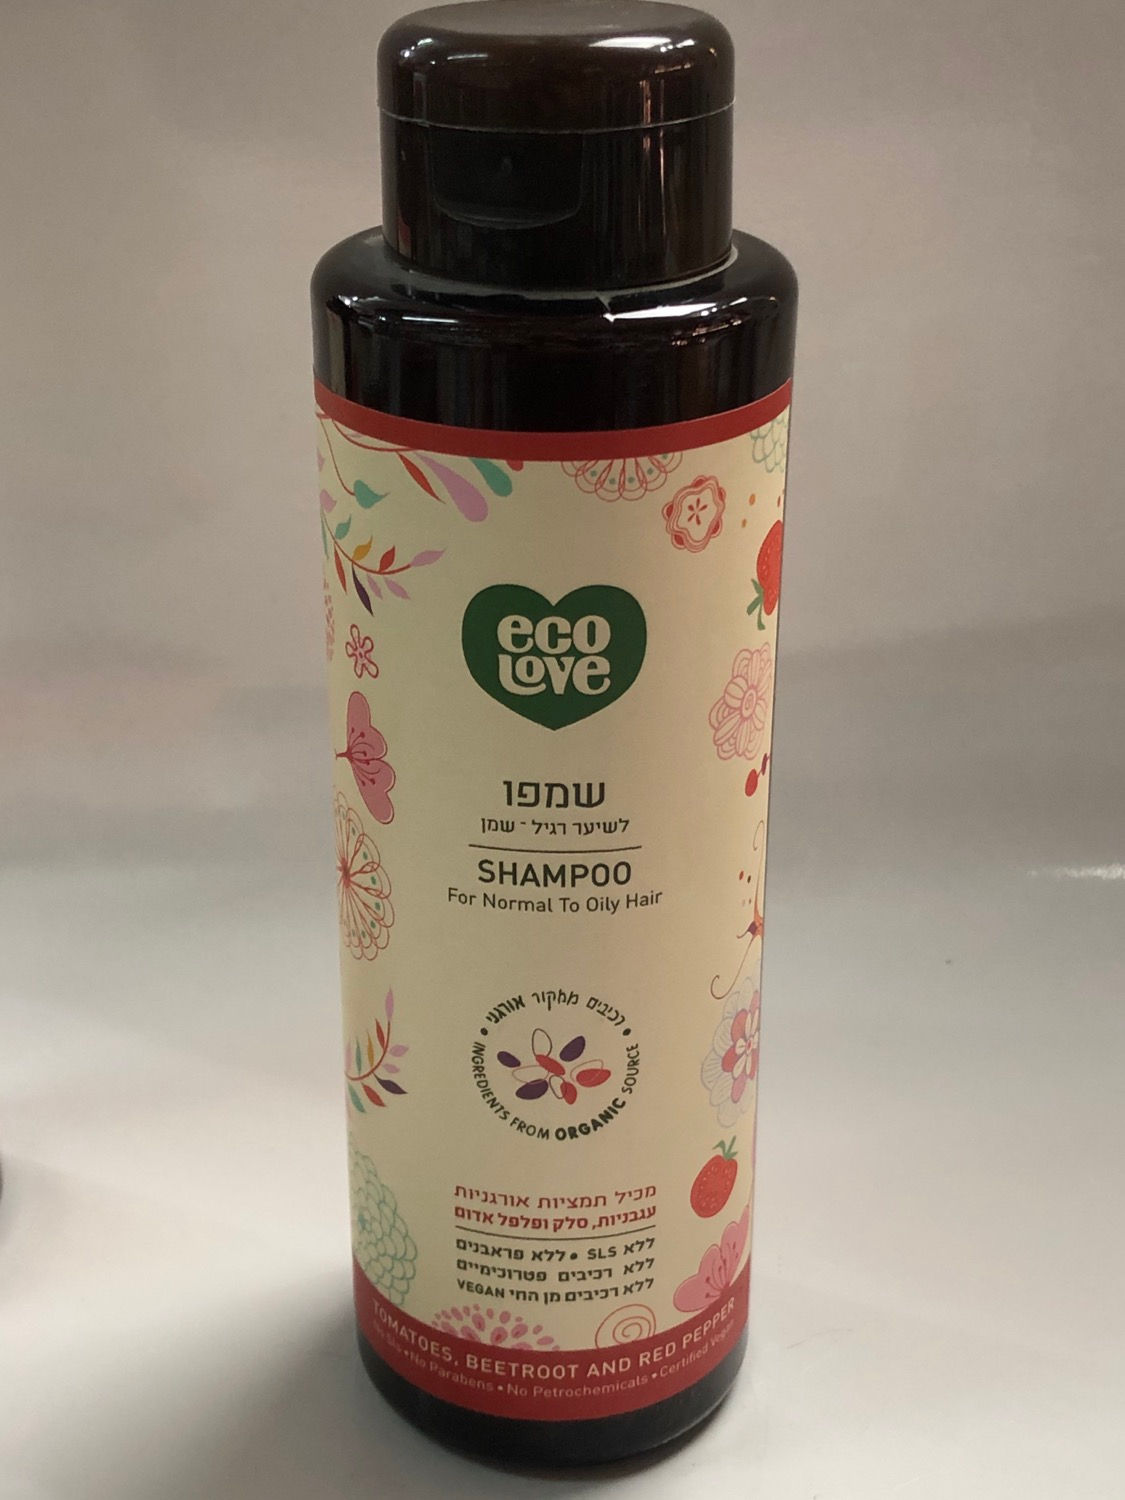 eco
Love
שמפו
לשיער רגיל - שמן
SHAMPOO
For Normal To Oily Hair
רכיבים ממקור אורגני
INGREDIENTS FROM ORGANIC SOURCE
מכיל תמציות אורגניות
עגבניות, סלק ופלפל אדום
ללא SLS • ללא פראבנים
ללא רכיבים פטרוכימיים
ללא רכיבים מן החי VEGAN
TOMATOES, BEETROOT AND RED PEPPER
No Sls • No Parabens • No Petrochemicals • Certified Vegan